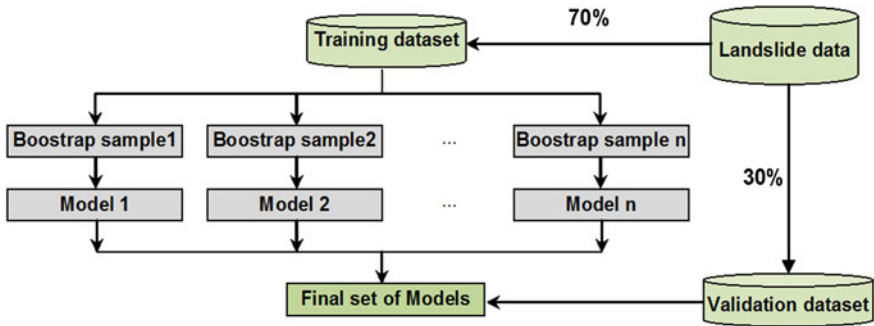 70%
Training dataset
Landslide data
Boostrap sample1
Boostrap sample2
...
Boostrap sample n
30%
Model 1
Model 2
...
Model n
Final set of Models
Validation dataset